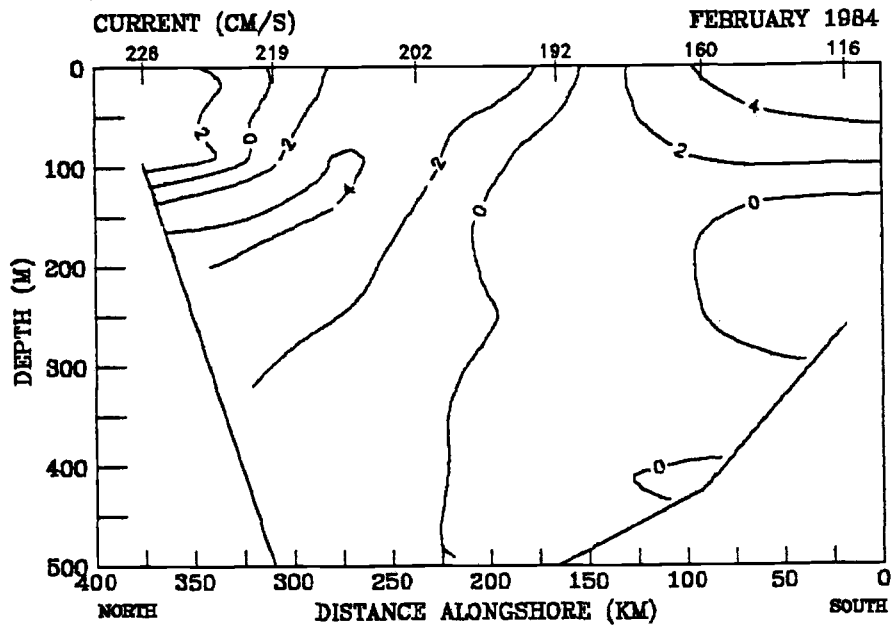 CURRENT (CM/S) FEBRUARY 1984
228 219 202 192 160 116
0
100
200
300
400
500
DEPTH (M)
2 0 -2 4 -2 0 4 2 0 0
400 350 300 250 200 150 100 50 0
NORTH DISTANCE ALONGSHORE (KM) SOUTH